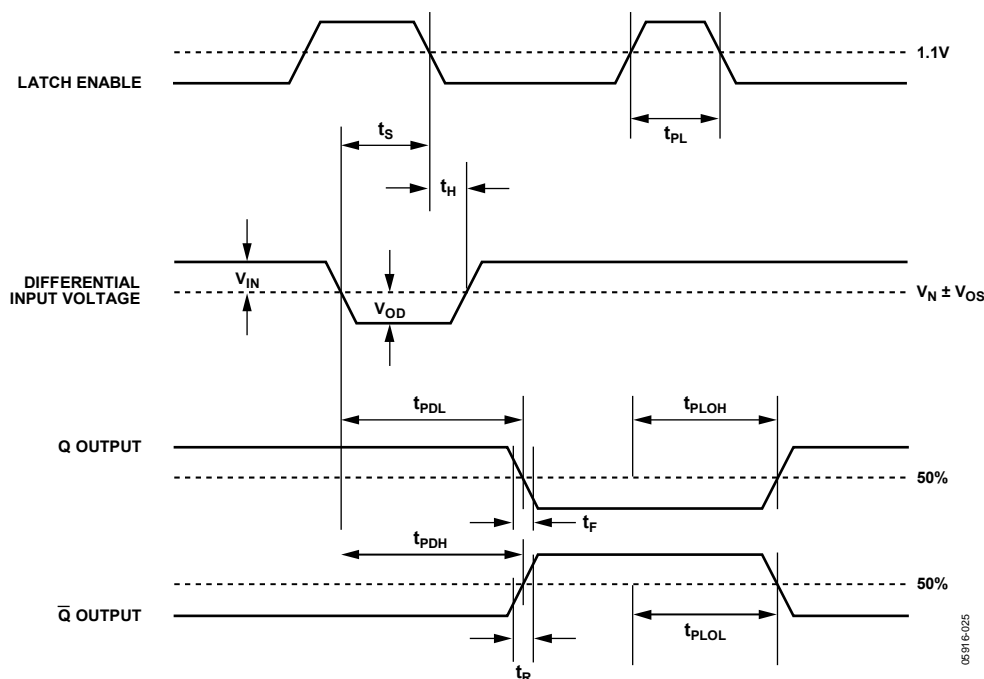 1.1V
LATCH ENABLE
tS
tPL
tH
DIFFERENTIAL
INPUT VOLTAGE
VIN
VOD
VN ± VOS
tPDL
tPLOH
Q OUTPUT
50%
tF
tPDH
50%
Q̅ OUTPUT
tPLOL
tR
05916-025